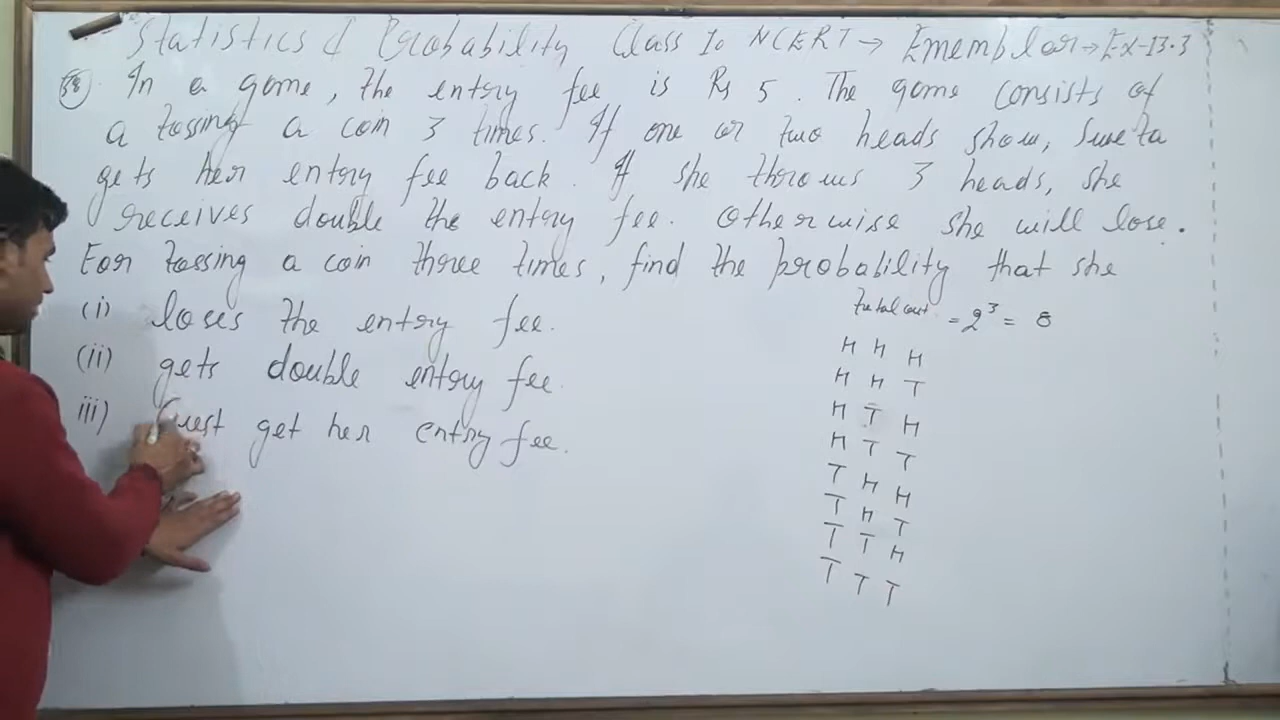 Statistics & Probability Class 10 NCERT → Exemplar → Ex-13.3
38. In a game, the entry fee is Rs 5. The game consists of
a tossing a coin 3 times. If one or two heads show, Sweta
gets her entry fee back. If she throws 3 heads, she
receives double the entry fee. Otherwise she will lose.
For tossing a coin three times, find the probability that she
(i) loses the entry fee.
(ii) gets double entry fee.
iii) Just get her entry fee.
Total out = 2³ = 8
H H H
H H T
H T H
H T T
T H H
T H T
T T H
T T T